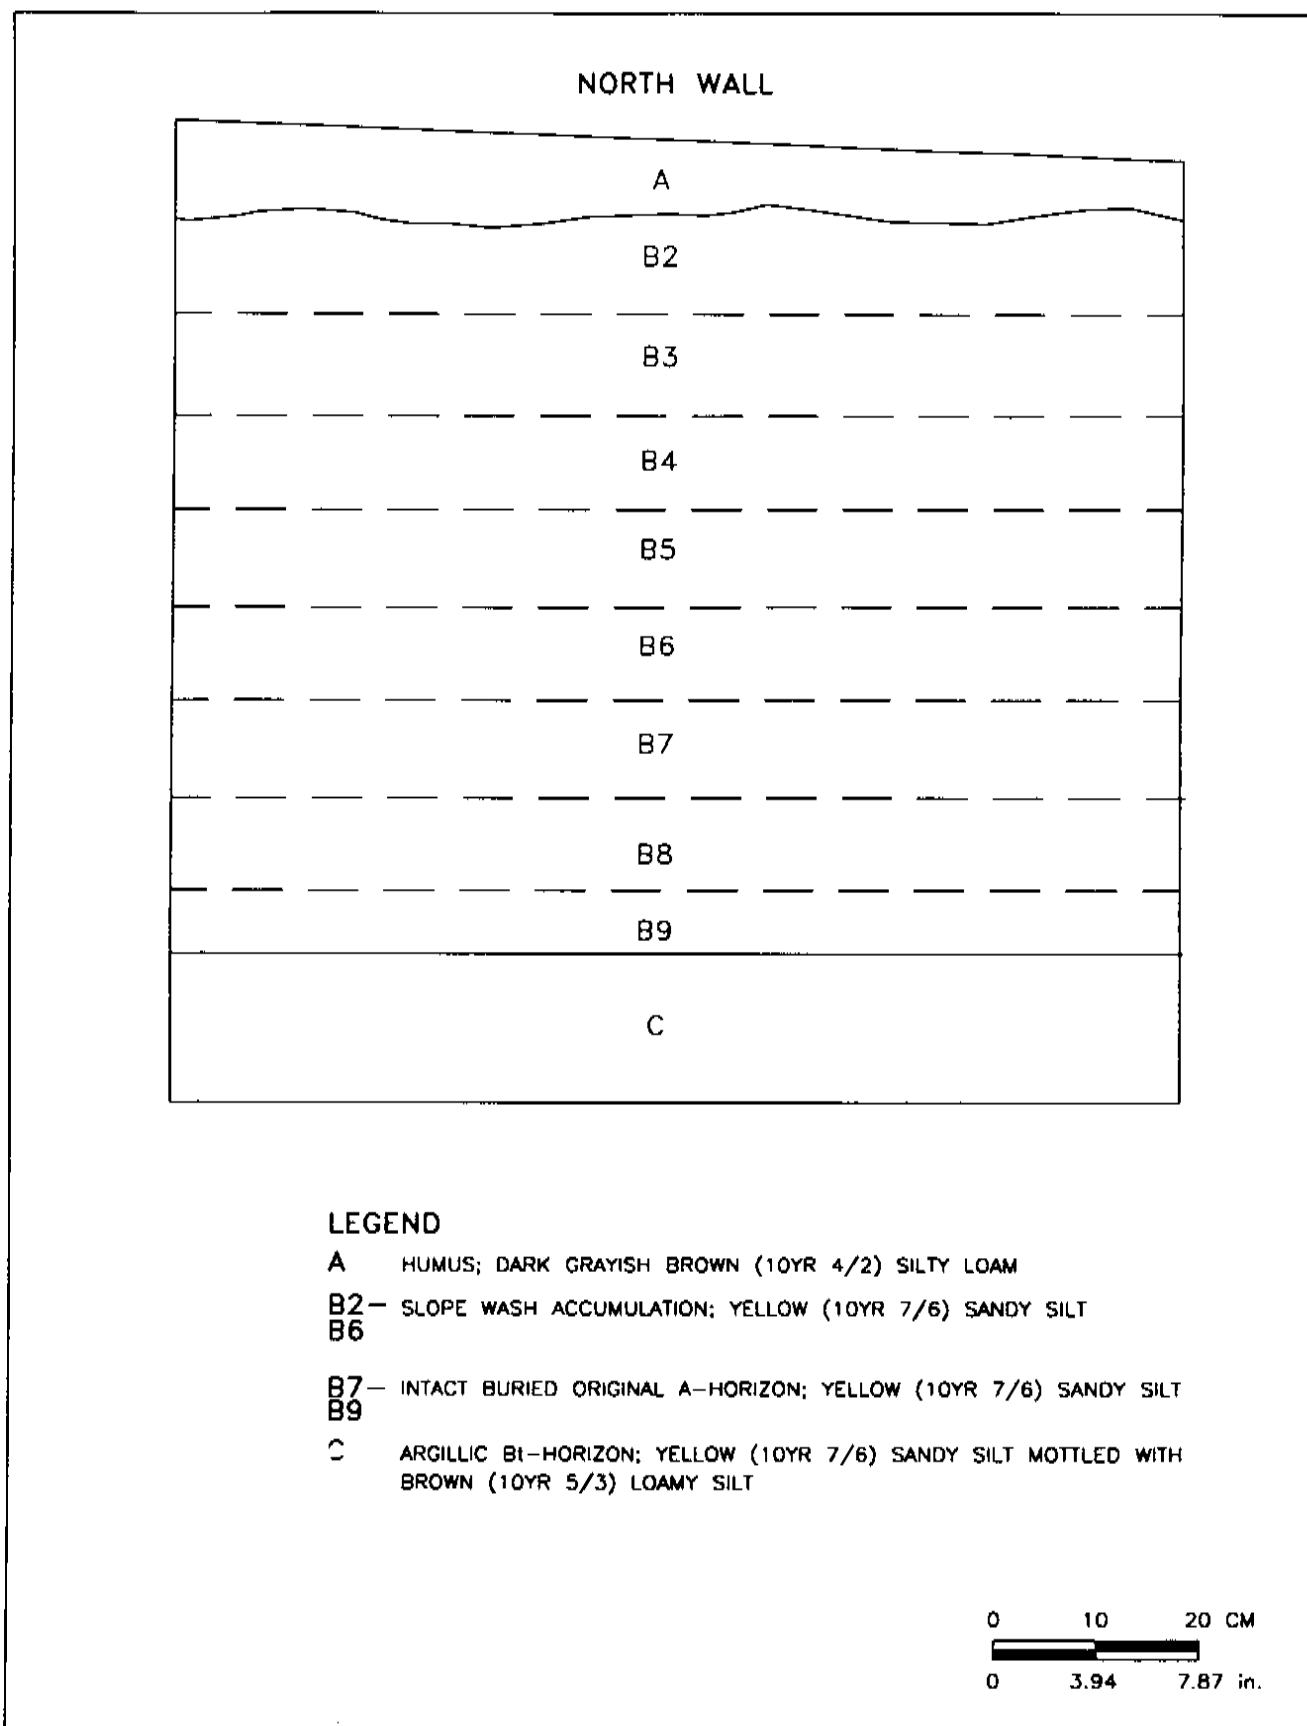 NORTH WALL
A
B2
B3
B4
B5
B6
B7
B8
B9
C
LEGEND
A HUMUS; DARK GRAYISH BROWN (10YR 4/2) SILTY LOAM
B2– SLOPE WASH ACCUMULATION; YELLOW (10YR 7/6) SANDY SILT
B6
B7– INTACT BURIED ORIGINAL A–HORIZON; YELLOW (10YR 7/6) SANDY SILT
B9
C ARGILLIC Bt–HORIZON; YELLOW (10YR 7/6) SANDY SILT MOTTLED WITH
BROWN (10YR 5/3) LOAMY SILT
0 10 20 CM
0 3.94 7.87 in.